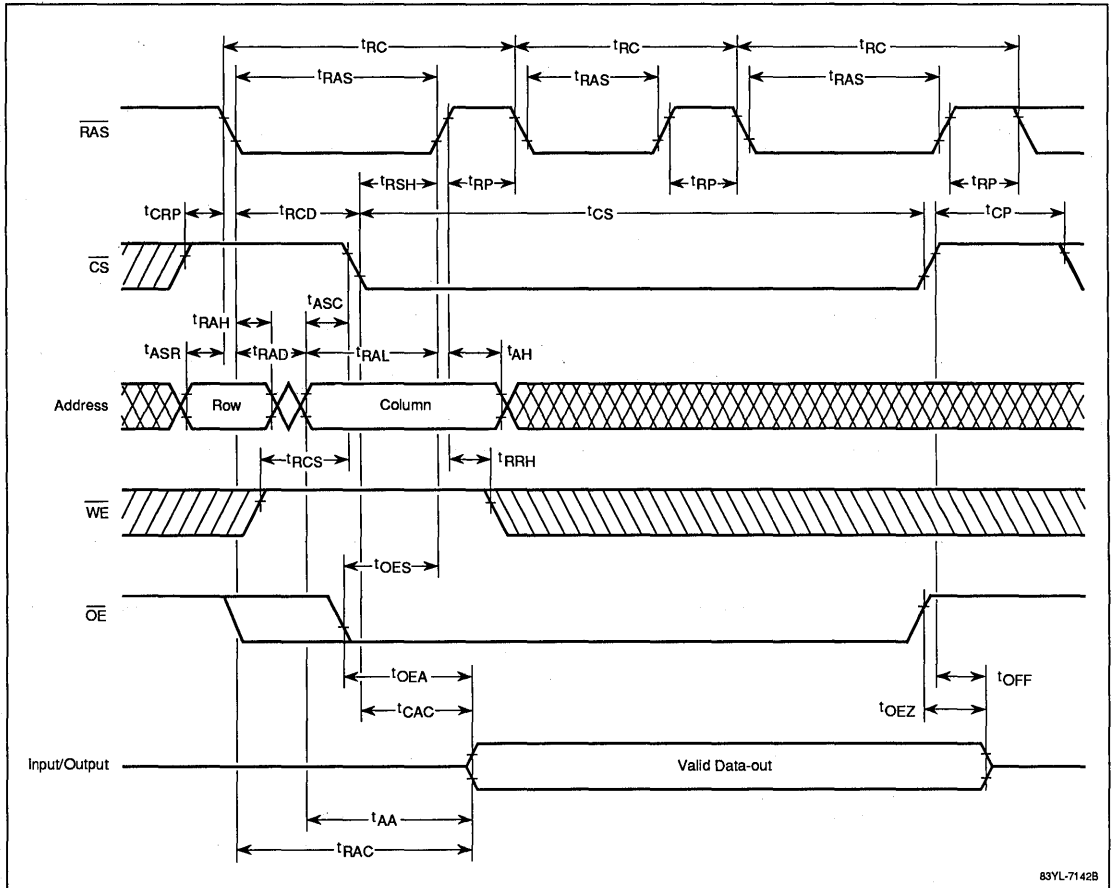 tRC tRC tRC
tRAS tRAS tRAS
RAS
tRSH tRP tRP tRP
tCRP tRCD tCS tCP
CS
tASC
tRAH
tASR tRAD tRAL tAH
Address Row Column
tRCS tRRH
WE
tOES
OE
tOEA tOFF
tCAC tOEZ
Input/Output Valid Data-out
tAA
tRAC
83YL-7142B